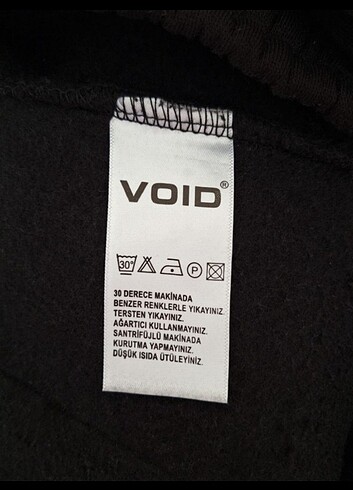 VOID®
30° P
30 DERECE MAKİNADA
BENZER RENKLERLE YIKAYINIZ.
TERSTEN YIKAYINIZ.
AĞARTICI KULLANMAYINIZ.
SANTRİFÜJLÜ MAKİNADA
KURUTMA YAPMAYINIZ.
DÜŞÜK ISIDA ÜTÜLEYİNİZ.